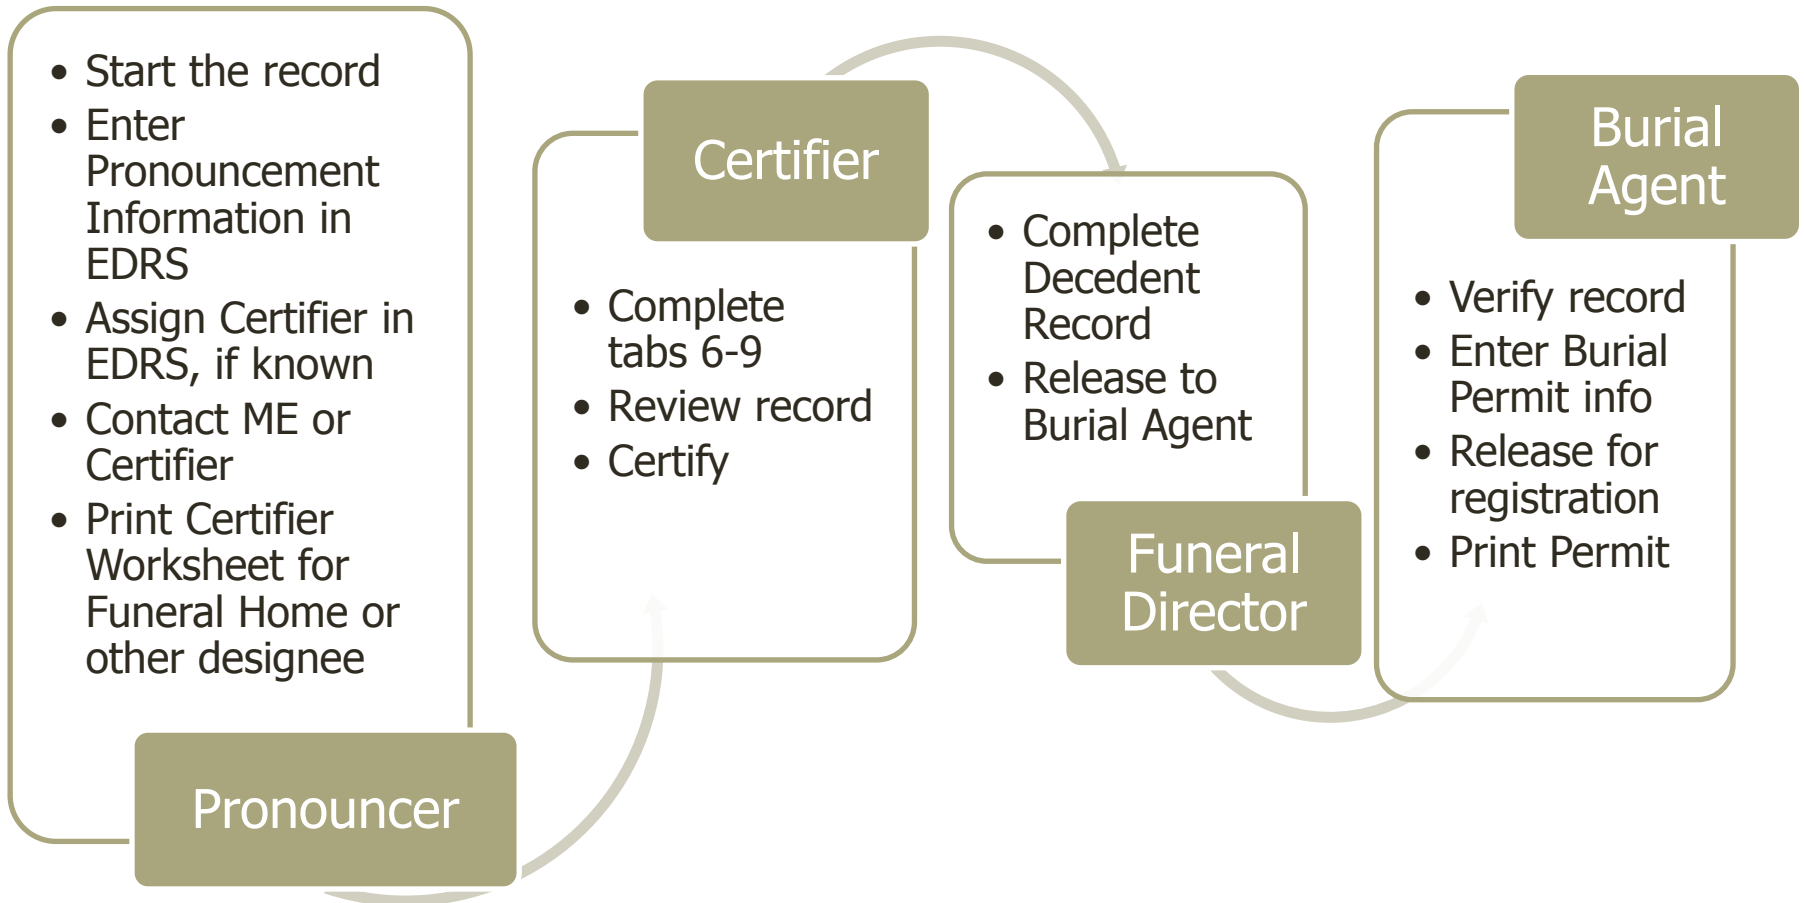 • Start the record
• Enter
Pronouncement
Information in
EDRS
• Assign Certifier in
EDRS, if known
• Contact ME or
Certifier
• Print Certifier
Worksheet for
Funeral Home or
other designee
Pronouncer
Certifier
• Complete
tabs 6-9
• Review record
• Certify
• Complete
Decedent
Record
• Release to
Burial Agent
Funeral
Director
Burial
Agent
• Verify record
• Enter Burial
Permit info
• Release for
registration
• Print Permit